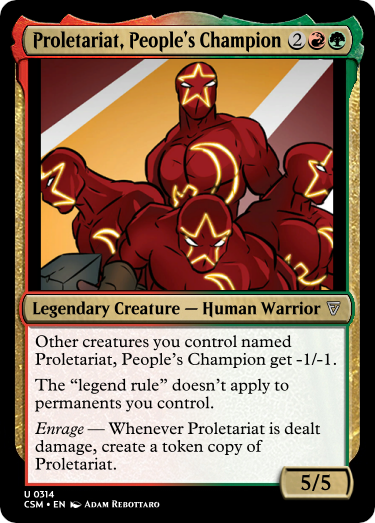 Proletariat, People's Champion 2
Legendary Creature — Human Warrior
Other creatures you control named
Proletariat, People's Champion get -1/-1.
The “legend rule” doesn't apply to
permanents you control.
Enrage — Whenever Proletariat is dealt
damage, create a token copy of
Proletariat.
5/5
U 0314
CSM • EN Adam Rebottaro